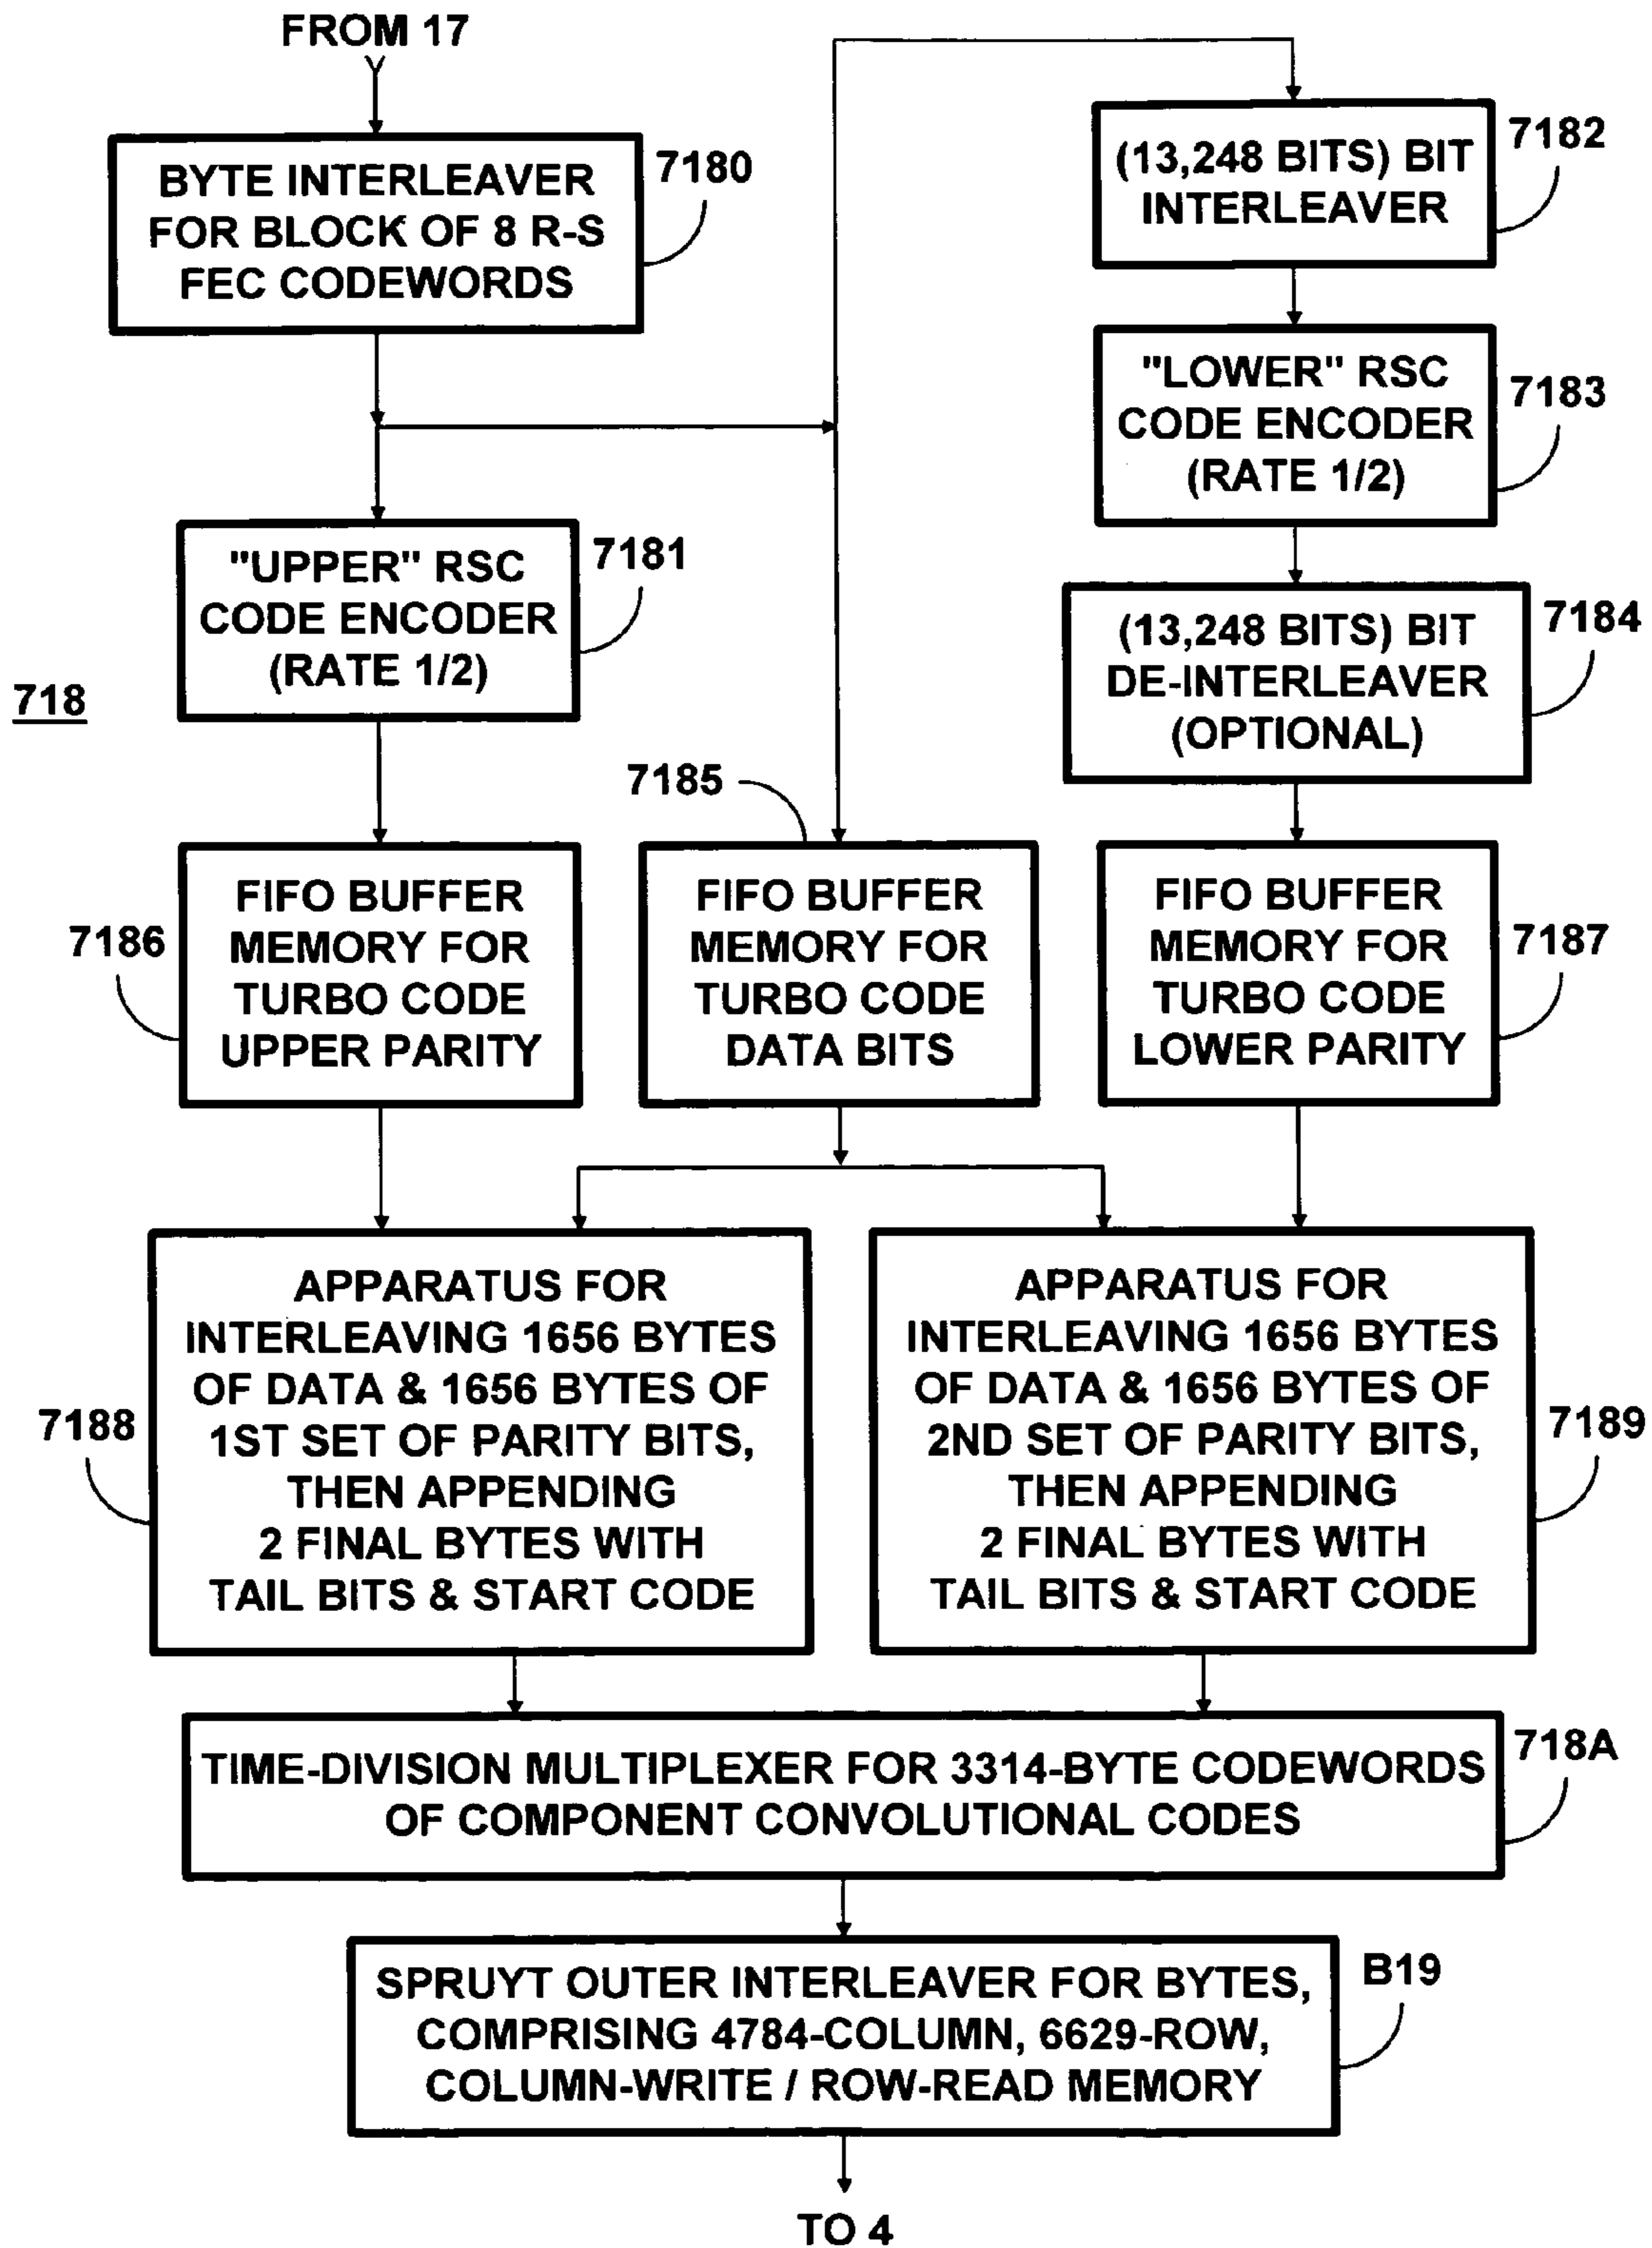 FROM 17
BYTE INTERLEAVER
FOR BLOCK OF 8 R-S
FEC CODEWORDS
7180
(13,248 BITS) BIT
INTERLEAVER
7182
"LOWER" RSC
CODE ENCODER
(RATE 1/2)
7183
"UPPER" RSC
CODE ENCODER
(RATE 1/2)
7181
(13,248 BITS) BIT
DE-INTERLEAVER
(OPTIONAL)
7184
718
7185
FIFO BUFFER
MEMORY FOR
TURBO CODE
UPPER PARITY
7186
FIFO BUFFER
MEMORY FOR
TURBO CODE
DATA BITS
FIFO BUFFER
MEMORY FOR
TURBO CODE
LOWER PARITY
7187
APPARATUS FOR
INTERLEAVING 1656 BYTES
OF DATA & 1656 BYTES OF
1ST SET OF PARITY BITS,
THEN APPENDING
2 FINAL BYTES WITH
TAIL BITS & START CODE
7188
APPARATUS FOR
INTERLEAVING 1656 BYTES
OF DATA & 1656 BYTES OF
2ND SET OF PARITY BITS,
THEN APPENDING
2 FINAL BYTES WITH
TAIL BITS & START CODE
7189
TIME-DIVISION MULTIPLEXER FOR 3314-BYTE CODEWORDS
OF COMPONENT CONVOLUTIONAL CODES
718A
SPRUYT OUTER INTERLEAVER FOR BYTES,
COMPRISING 4784-COLUMN, 6629-ROW,
COLUMN-WRITE / ROW-READ MEMORY
B19
TO 4